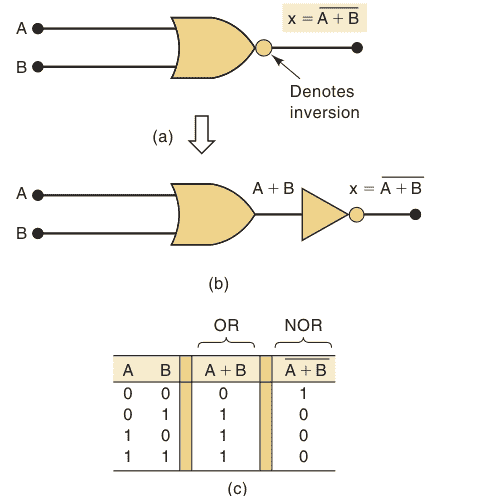 x = A̅ ̅+̅ ̅B̅
A
B
Denotes
inversion
(a)
A + B
x = A̅ ̅+̅ ̅B̅
A
B
(b)
OR NOR
A B A + B A̅ ̅+̅ ̅B̅
0 0 0 1
0 1 1 0
1 0 1 0
1 1 1 0
(c)